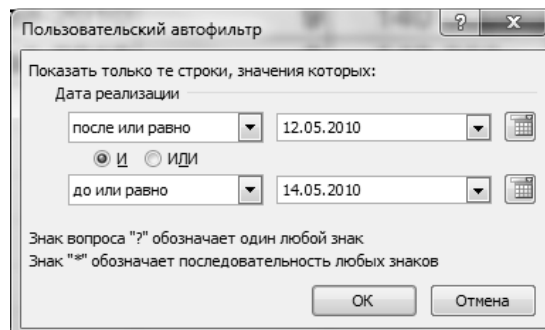 Пользовательский автофильтр
Показать только те строки, значения которых:
Дата реализации
после или равно 12.05.2010
И ИЛИ
до или равно 14.05.2010
Знак вопроса "?" обозначает один любой знак
Знак "*" обозначает последовательность любых знаков
ОК Отмена